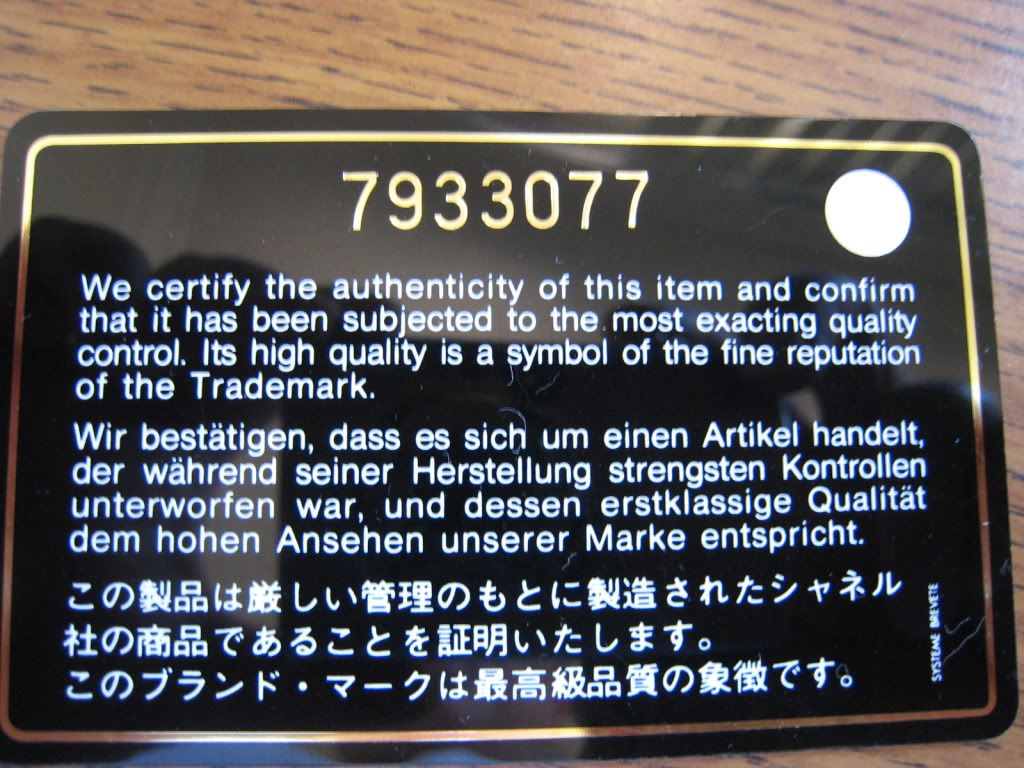 7933077
We certify the authenticity of this item and confirm
that it has been subjected to the most exacting quality
control. Its high quality is a symbol of the fine reputation
of the Trademark.
Wir bestätigen, dass es sich um einen Artikel handelt,
der während seiner Herstellung strengsten Kontrollen
unterworfen war, und dessen erstklassige Qualität
dem hohen Ansehen unserer Marke entspricht.
この製品は厳しい管理のもとに製造されたシャネル
社の商品であることを証明いたします。
このブランド・マークは最高級品質の象徴です。
SYSTEME BREVETE